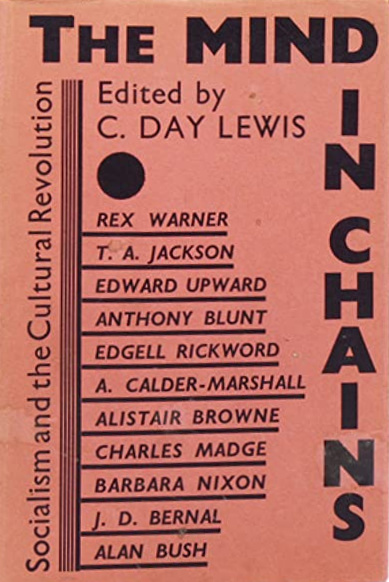 THE MIND
IN CHAINS
Edited by
C. DAY LEWIS
Socialism and the Cultural Revolution
REX WARNER
T. A. JACKSON
EDWARD UPWARD
ANTHONY BLUNT
EDGELL RICKWORD
A. CALDER-MARSHALL
ALISTAIR BROWNE
CHARLES MADGE
BARBARA NIXON
J. D. BERNAL
ALAN BUSH